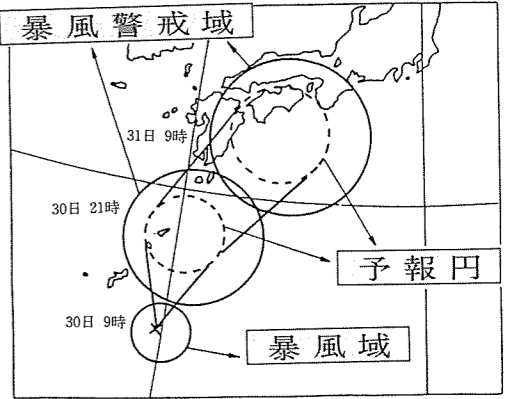 暴風警戒域
31日 9時
30日 21時
予報円
30日 9時
暴風域